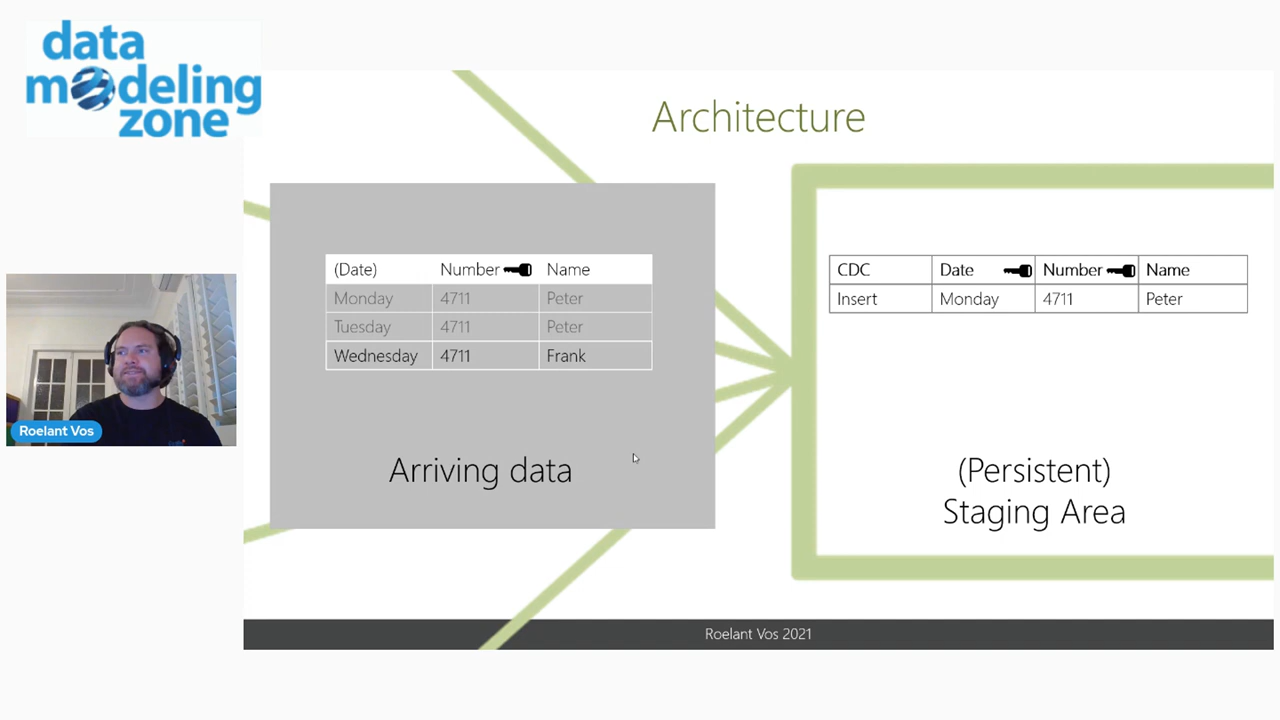 data
modeling
zone
Architecture
(Date) Number Name
Monday 4711 Peter
Tuesday 4711 Peter
Wednesday 4711 Frank
Arriving data
CDC Date Number Name
Insert Monday 4711 Peter
(Persistent)
Staging Area
Roelant Vos
Roelant Vos 2021